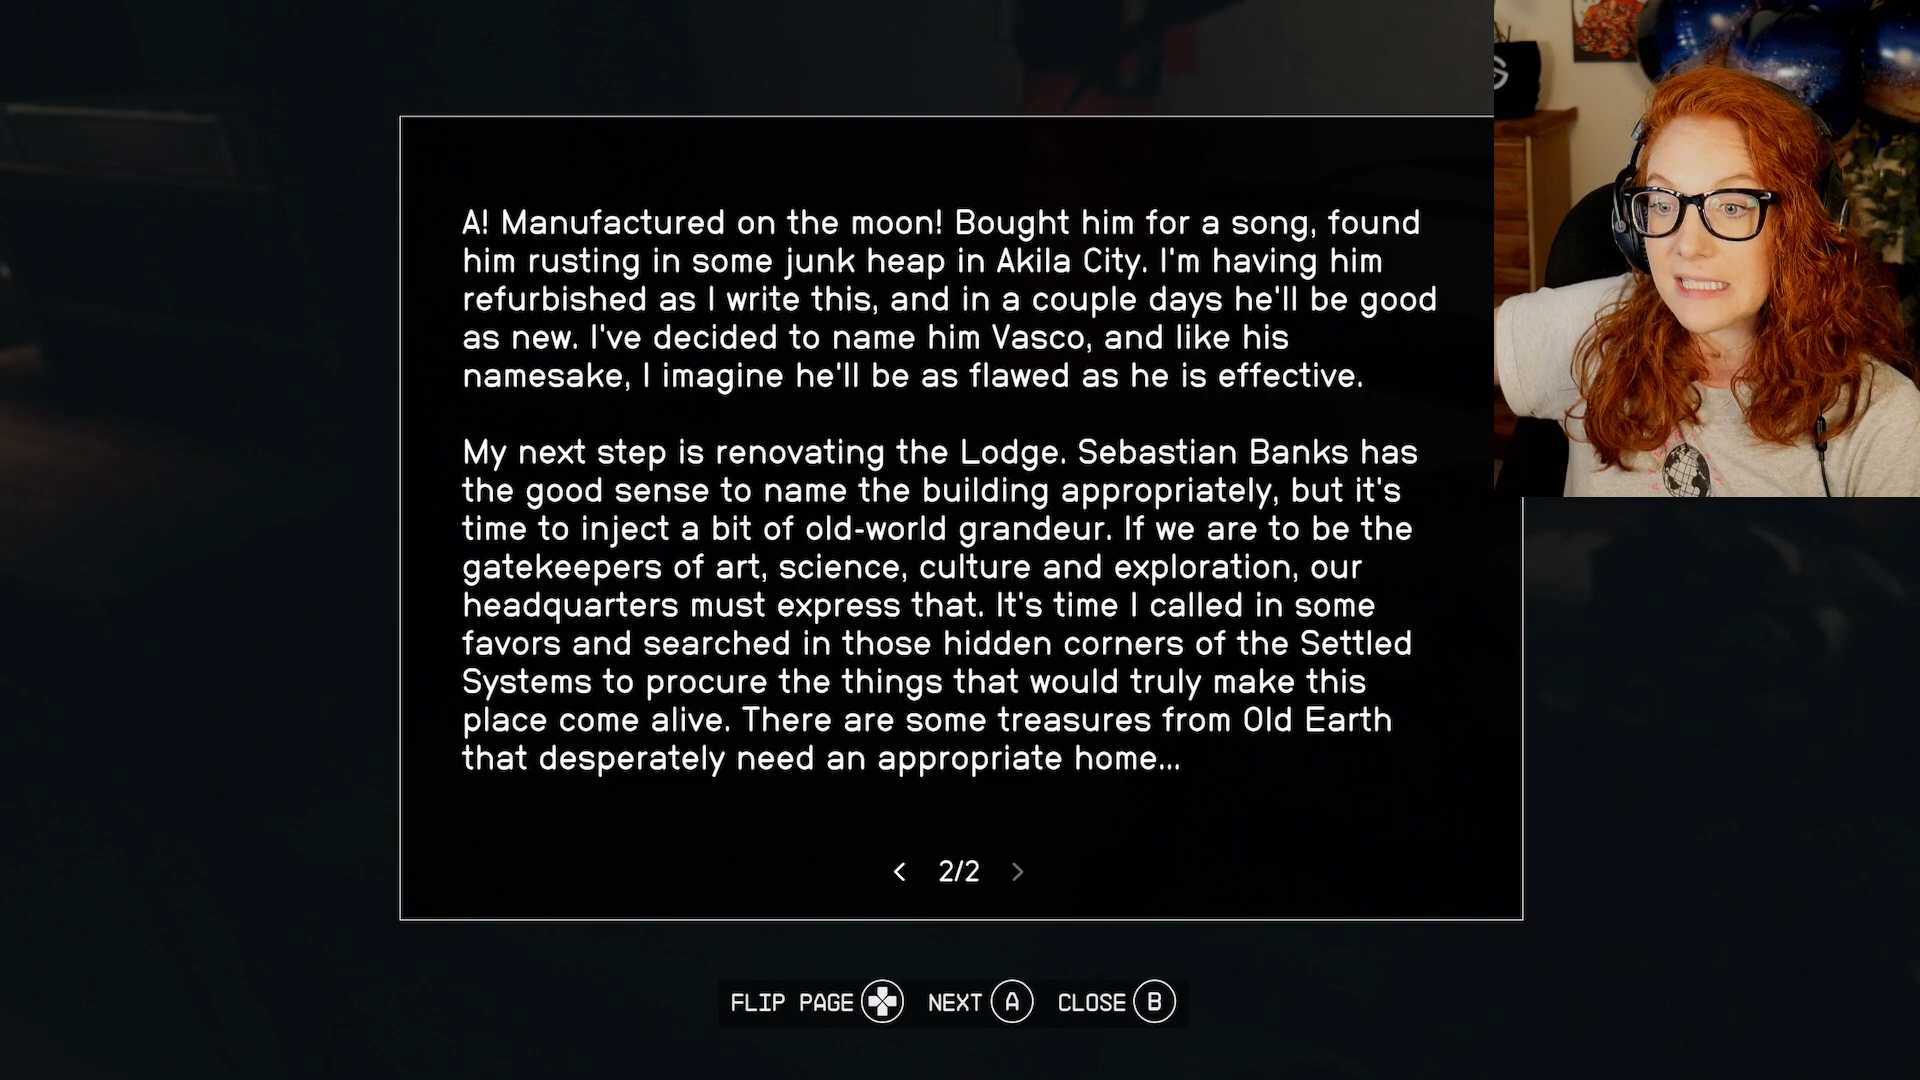 A! Manufactured on the moon! Bought him for a song, found
him rusting in some junk heap in Akila City. I'm having him
refurbished as I write this, and in a couple days he'll be good
as new. I've decided to name him Vasco, and like his
namesake, I imagine he'll be as flawed as he is effective.
My next step is renovating the Lodge. Sebastian Banks has
the good sense to name the building appropriately, but it's
time to inject a bit of old-world grandeur. If we are to be the
gatekeepers of art, science, culture and exploration, our
headquarters must express that. It's time I called in some
favors and searched in those hidden corners of the Settled
Systems to procure the things that would truly make this
place come alive. There are some treasures from Old Earth
that desperately need an appropriate home...
< 2/2 >
FLIP PAGE NEXT A CLOSE B